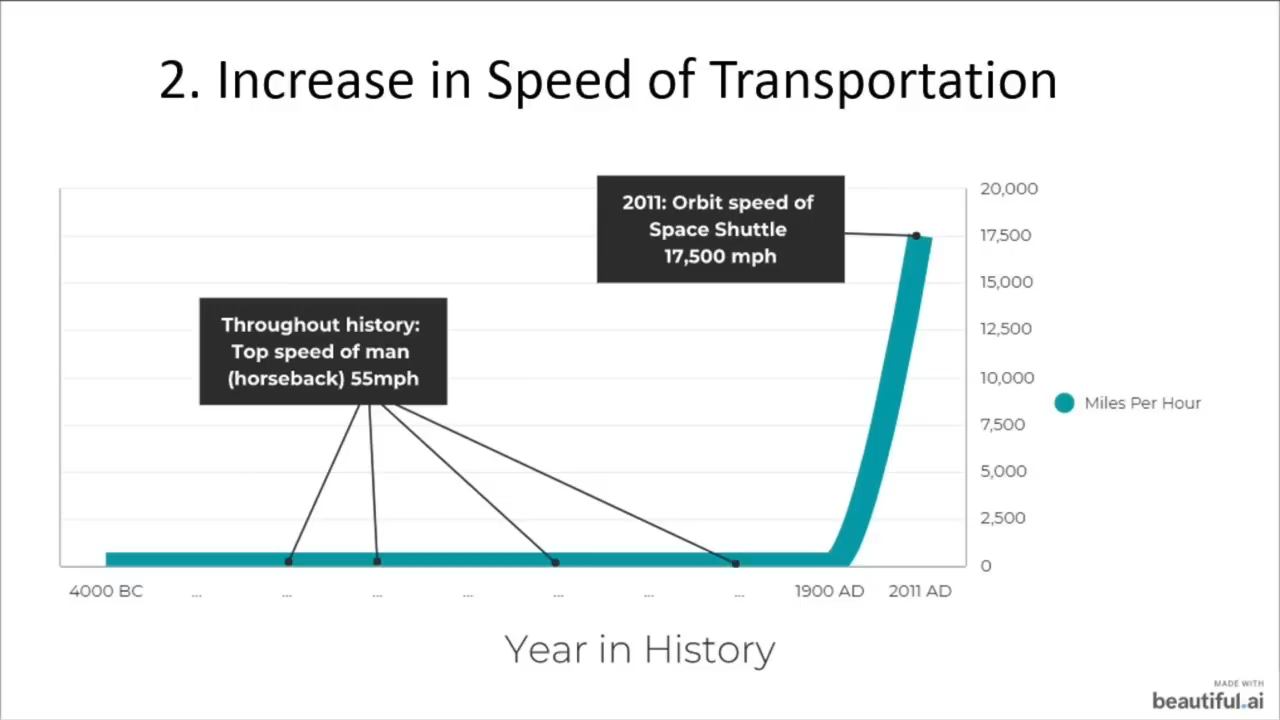 2. Increase in Speed of Transportation
2011: Orbit speed of
Space Shuttle
17,500 mph
Throughout history:
Top speed of man
(horseback) 55mph
20,000
17,500
15,000
12,500
10,000
7,500
5,000
2,500
0
Miles Per Hour
4000 BC ... ... ... ... ... ... ... 1900 AD 2011 AD
Year in History
MADE WITH
beautiful.ai